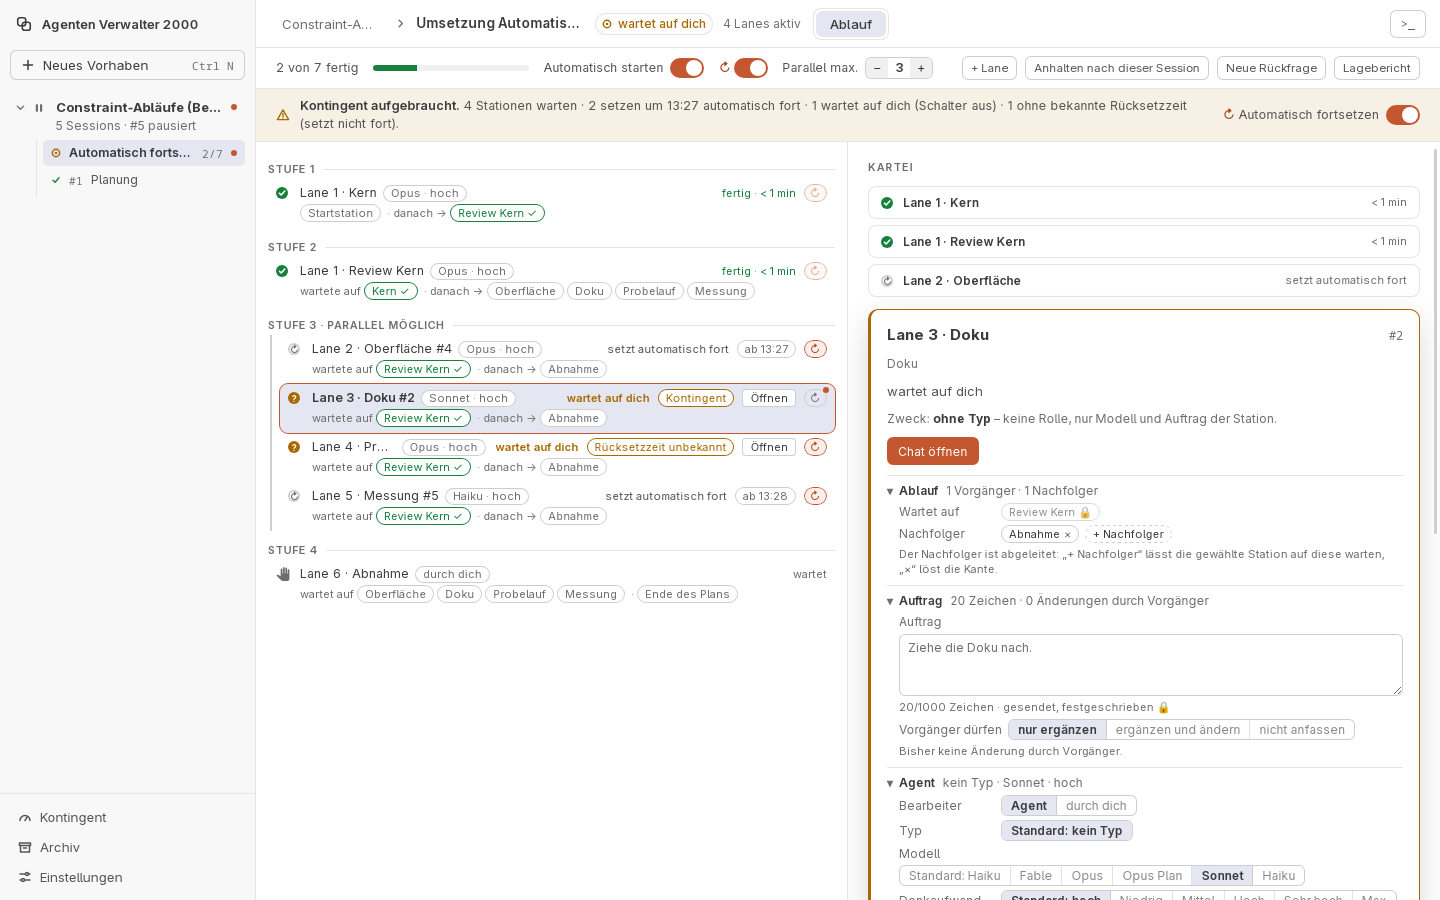 Agenten Verwalter 2000
Neues Vorhaben Ctrl N
Constraint-Abläufe (Be...
5 Sessions · #5 pausiert
Automatisch forts... 2/7
#1 Planung
Kontingent
Archiv
Einstellungen
Constraint-A... > Umsetzung Automatis... wartet auf dich 4 Lanes aktiv Ablauf >_
2 von 7 fertig Automatisch starten Parallel max. − 3 + + Lane Anhalten nach dieser Session Neue Rückfrage Lagebericht
Kontingent aufgebraucht. 4 Stationen warten · 2 setzen um 13:27 automatisch fort · 1 wartet auf dich (Schalter aus) · 1 ohne bekannte Rücksetzzeit
(setzt nicht fort).
Automatisch fortsetzen
STUFE 1
Lane 1 · Kern Opus · hoch fertig · < 1 min
Startstation · danach → Review Kern ✓
STUFE 2
Lane 1 · Review Kern Opus · hoch fertig · < 1 min
wartete auf Kern ✓ · danach → Oberfläche Doku Probelauf Messung
STUFE 3 · PARALLEL MÖGLICH
Lane 2 · Oberfläche #4 Opus · hoch setzt automatisch fort ab 13:27
wartete auf Review Kern ✓ · danach → Abnahme
Lane 3 · Doku #2 Sonnet · hoch wartet auf dich Kontingent Öffnen
wartete auf Review Kern ✓ · danach → Abnahme
Lane 4 · Pr... Opus · hoch wartet auf dich Rücksetzzeit unbekannt Öffnen
wartete auf Review Kern ✓ · danach → Abnahme
Lane 5 · Messung #5 Haiku · hoch setzt automatisch fort ab 13:28
wartete auf Review Kern ✓ · danach → Abnahme
STUFE 4
Lane 6 · Abnahme durch dich wartet
wartet auf Oberfläche Doku Probelauf Messung · Ende des Plans
KARTEI
Lane 1 · Kern < 1 min
Lane 1 · Review Kern < 1 min
Lane 2 · Oberfläche setzt automatisch fort
Lane 3 · Doku #2
Doku
wartet auf dich
Zweck: ohne Typ – keine Rolle, nur Modell und Auftrag der Station.
Chat öffnen
▾ Ablauf 1 Vorgänger · 1 Nachfolger
Wartet auf Review Kern 🔒
Nachfolger Abnahme × + Nachfolger
Der Nachfolger ist abgeleitet: „+ Nachfolger“ lässt die gewählte Station auf diese warten,
„×“ löst die Kante.
▾ Auftrag 20 Zeichen · 0 Änderungen durch Vorgänger
Auftrag
Ziehe die Doku nach.
20/1000 Zeichen · gesendet, festgeschrieben 🔒
Vorgänger dürfen nur ergänzen ergänzen und ändern nicht anfassen
Bisher keine Änderung durch Vorgänger.
▾ Agent kein Typ · Sonnet · hoch
Bearbeiter Agent durch dich
Typ Standard: kein Typ
Modell
Standard: Haiku Fable Opus Opus Plan Sonnet Haiku
Denkaufwand Standard: hoch Niedrig Mittel Hoch Sehr hoch Max